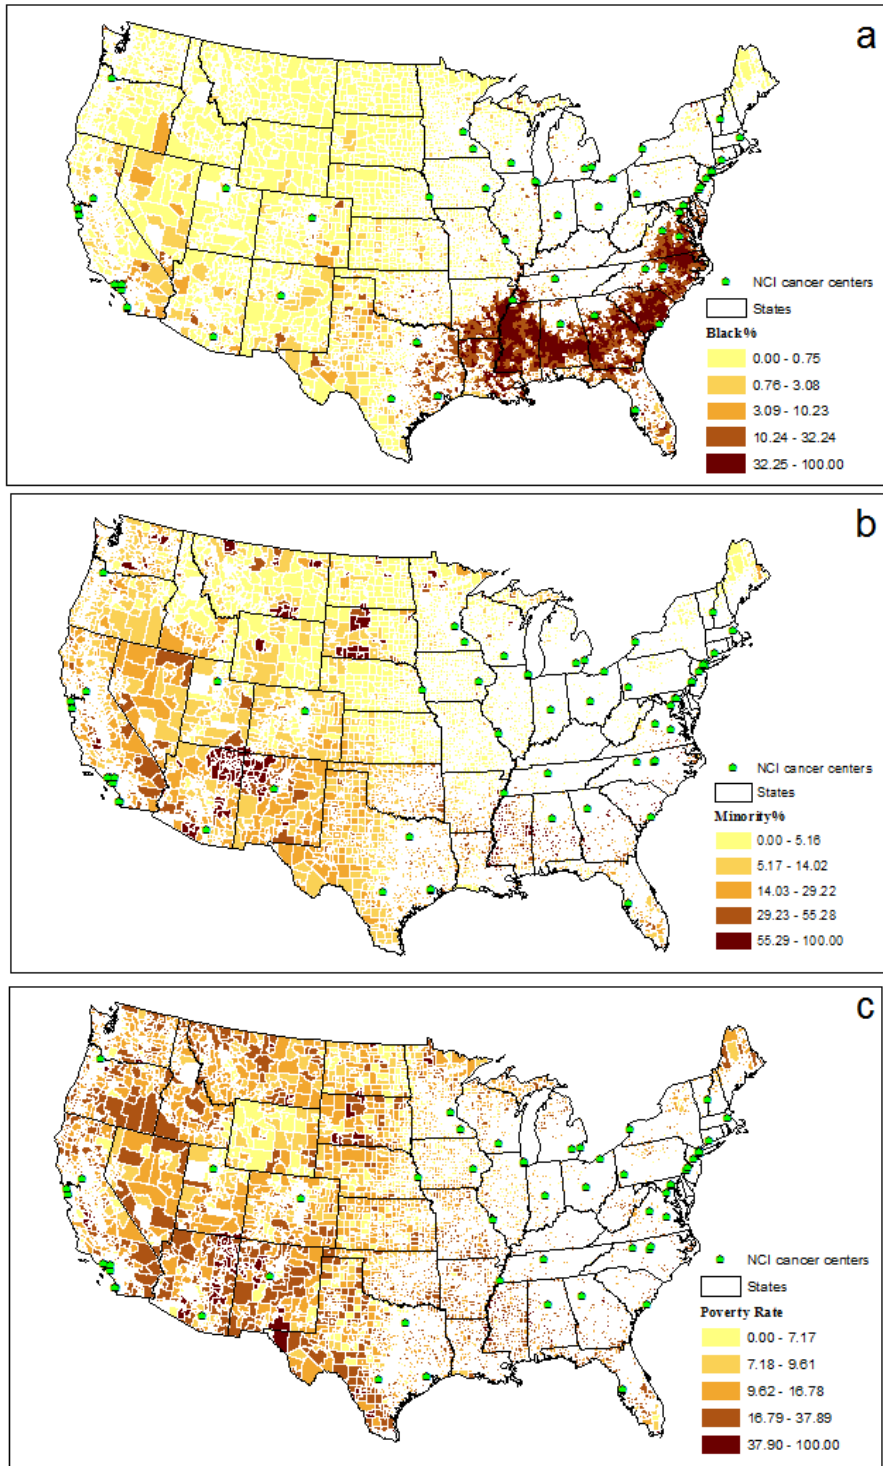 a
NCI cancer centers
States
Black%
0.00 - 0.75
0.76 - 3.08
3.09 - 10.23
10.24 - 32.24
32.25 - 100.00
b
NCI cancer centers
States
Minority%
0.00 - 5.16
5.17 - 14.02
14.03 - 29.22
29.23 - 55.28
55.29 - 100.00
c
NCI cancer centers
States
Poverty Rate
0.00 - 7.17
7.18 - 9.61
9.62 - 16.78
16.79 - 37.89
37.90 - 100.00